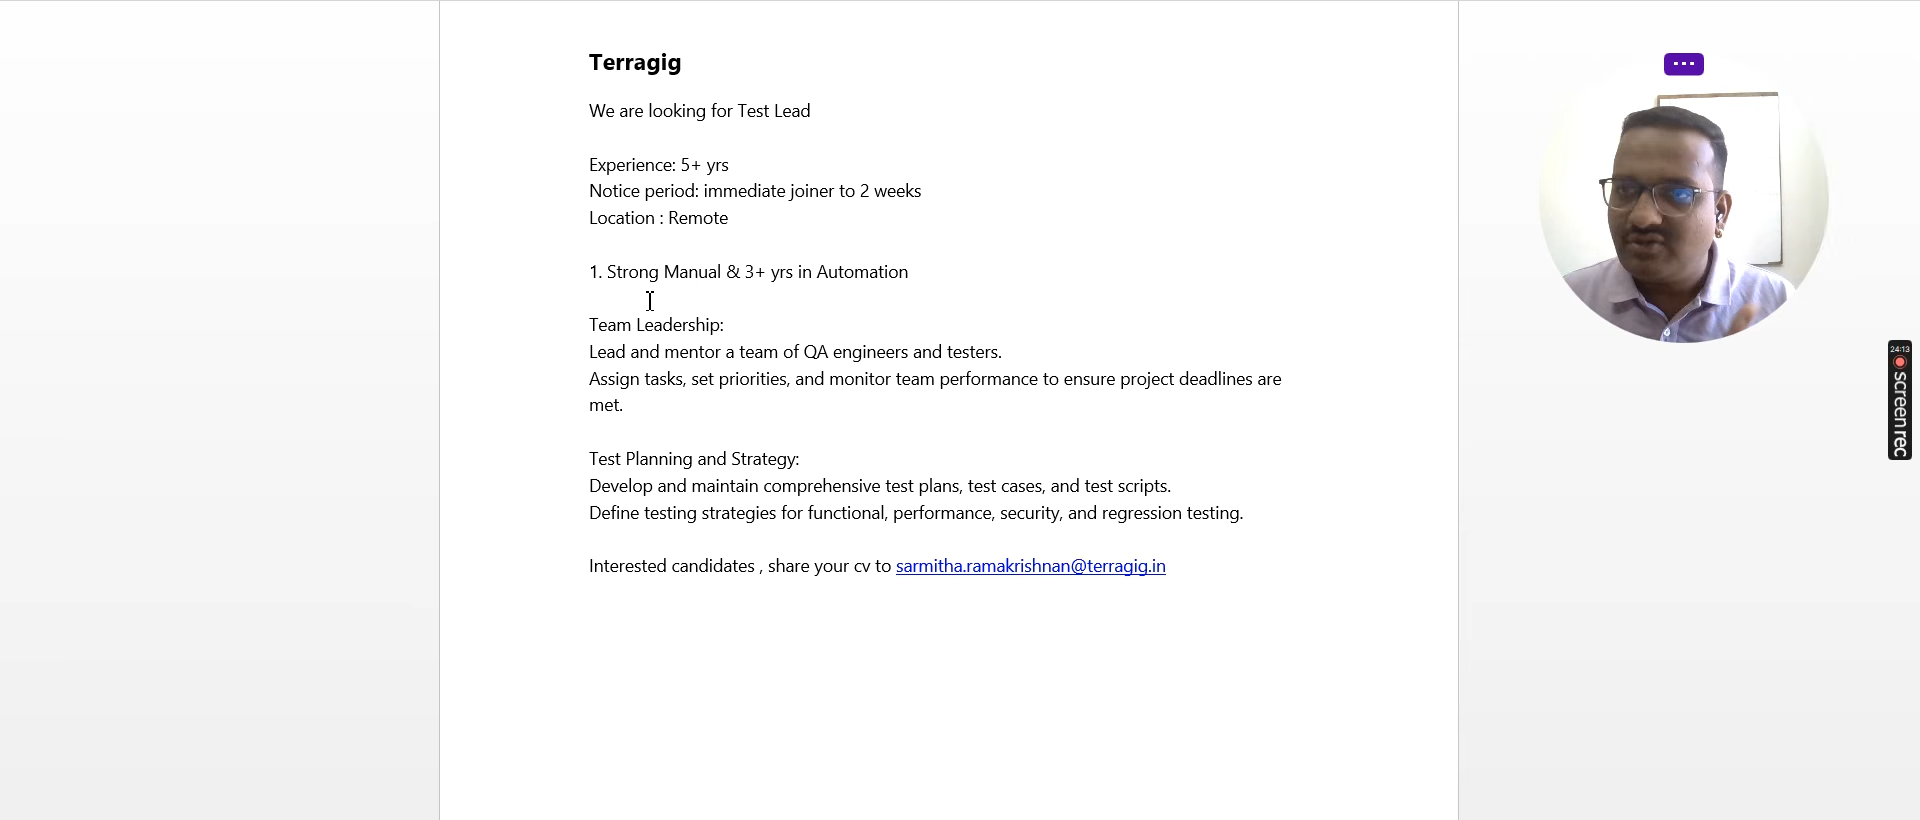 Terragig
We are looking for Test Lead
Experience: 5+ yrs
Notice period: immediate joiner to 2 weeks
Location : Remote
1. Strong Manual & 3+ yrs in Automation
Team Leadership:
Lead and mentor a team of QA engineers and testers.
Assign tasks, set priorities, and monitor team performance to ensure project deadlines are
met.
Test Planning and Strategy:
Develop and maintain comprehensive test plans, test cases, and test scripts.
Define testing strategies for functional, performance, security, and regression testing.
Interested candidates , share your cv to sarmitha.ramakrishnan@terragig.in
24:13
screenrec